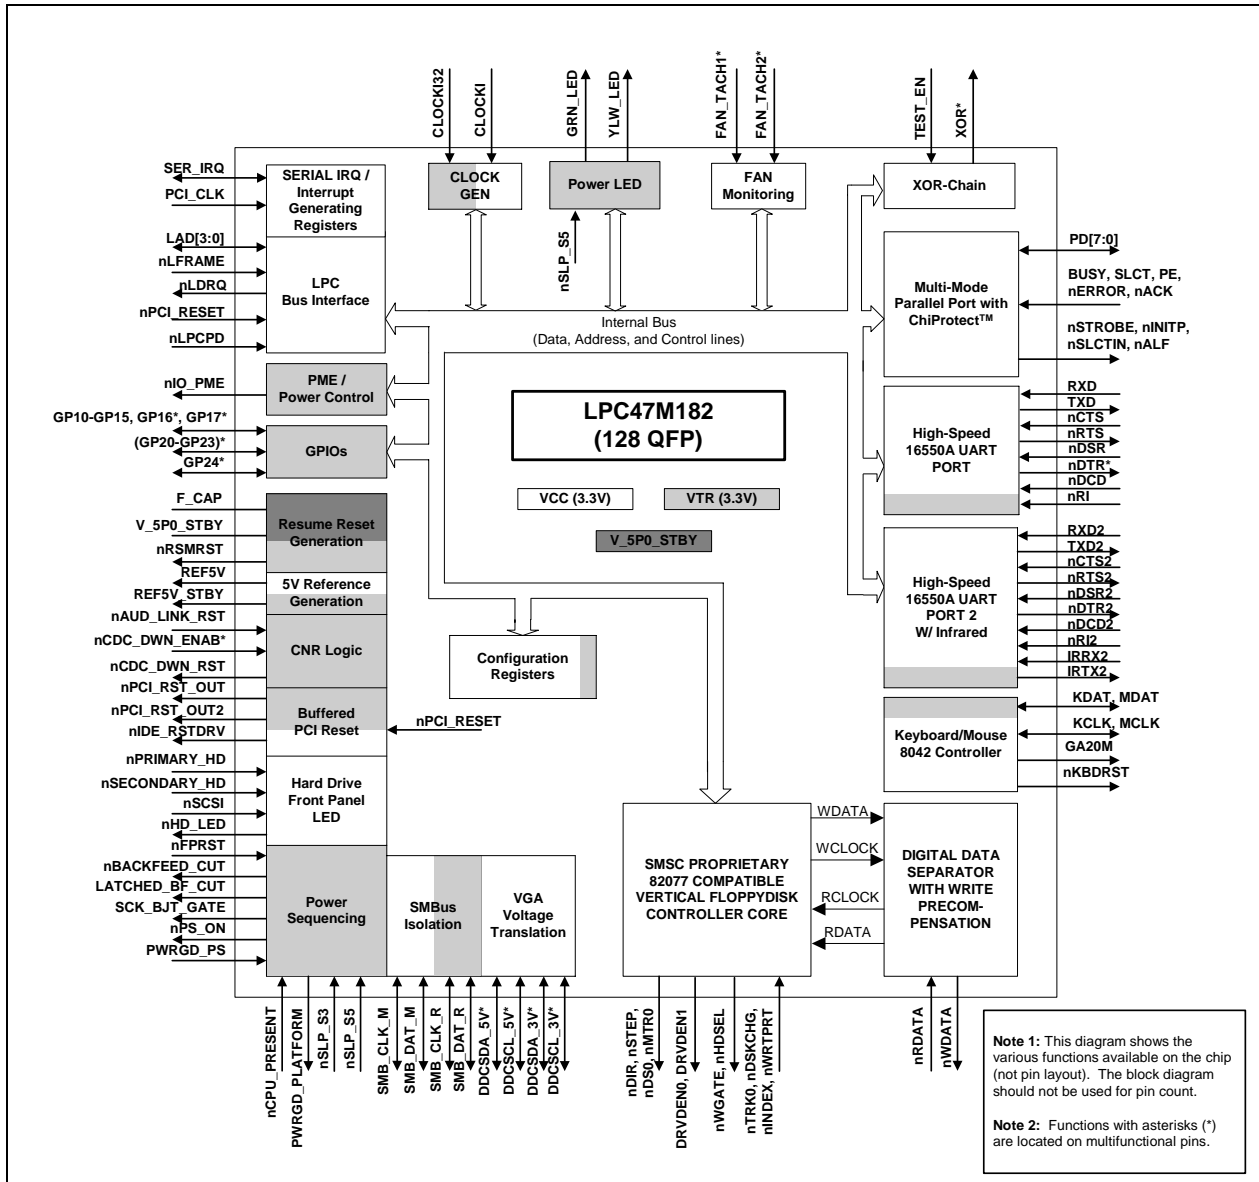 CLOCKI32
CLOCKI
GRN_LED
YLW_LED
FAN_TACH1*
FAN_TACH2*
TEST_EN
XOR*
SER_IRQ
PCI_CLK
LAD[3:0]
nLFRAME
nLDRQ
nPCI_RESET
nLPCPD
nIO_PME
GP10-GP15, GP16*, GP17*
(GP20-GP23)*
GP24*
F_CAP
V_5P0_STBY
nRSMRST
REF5V
REF5V_STBY
nAUD_LINK_RST
nCDC_DWN_ENAB*
nCDC_DWN_RST
nPCI_RST_OUT
nPCI_RST_OUT2
nIDE_RSTDRV
nPRIMARY_HD
nSECONDARY_HD
nSCSI
nHD_LED
nFPRST
nBACKFEED_CUT
LATCHED_BF_CUT
SCK_BJT_GATE
nPS_ON
PWRGD_PS
SERIAL IRQ /
Interrupt
Generating
Registers
LPC
Bus Interface
PME /
Power Control
GPIOs
Resume Reset
Generation
5V Reference
Generation
CNR Logic
Buffered
PCI Reset
nPCI_RESET
Hard Drive
Front Panel
LED
Power
Sequencing
SMBus
Isolation
VGA
Voltage
Translation
CLOCK
GEN
Power LED
nSLP_S5
FAN
Monitoring
XOR-Chain
Internal Bus
(Data, Address, and Control lines)
LPC47M182
(128 QFP)
VCC (3.3V)
VTR (3.3V)
V_5P0_STBY
Configuration
Registers
Multi-Mode
Parallel Port with
ChiProtect™
High-Speed
16550A UART
PORT
High-Speed
16550A UART
PORT 2
W/ Infrared
Keyboard/Mouse
8042 Controller
SMSC PROPRIETARY
82077 COMPATIBLE
VERTICAL FLOPPYDISK
CONTROLLER CORE
WDATA
WCLOCK
RCLOCK
RDATA
DIGITAL DATA
SEPARATOR
WITH WRITE
PRECOM-
PENSATION
PD[7:0]
BUSY, SLCT, PE,
nERROR, nACK
nSTROBE, nINITP,
nSLCTIN, nALF
RXD
TXD
nCTS
nRTS
nDSR
nDTR*
nDCD
nRI
RXD2
TXD2
nCTS2
nRTS2
nDSR2
nDTR2
nDCD2
nRI2
IRRX2
IRTX2
KDAT, MDAT
KCLK, MCLK
GA20M
nKBDRST
nCPU_PRESENT
PWRGD_PLATFORM
nSLP_S3
nSLP_S5
SMB_CLK_M
SMB_DAT_M
SMB_CLK_R
SMB_DAT_R
DDCSDA_5V*
DDCSCL_5V*
DDCSDA_3V*
DDCSCL_3V*
nDIR, nSTEP,
nDS0, nMTR0
DRVDEN0, DRVDEN1
nWGATE, nHDSEL
nTRK0, nDSKCHG,
nINDEX, nWRTPRT
nRDATA
nWDATA
Note 1: This diagram shows the
various functions available on the chip
(not pin layout). The block diagram
should not be used for pin count.
Note 2: Functions with asterisks (*)
are located on multifunctional pins.